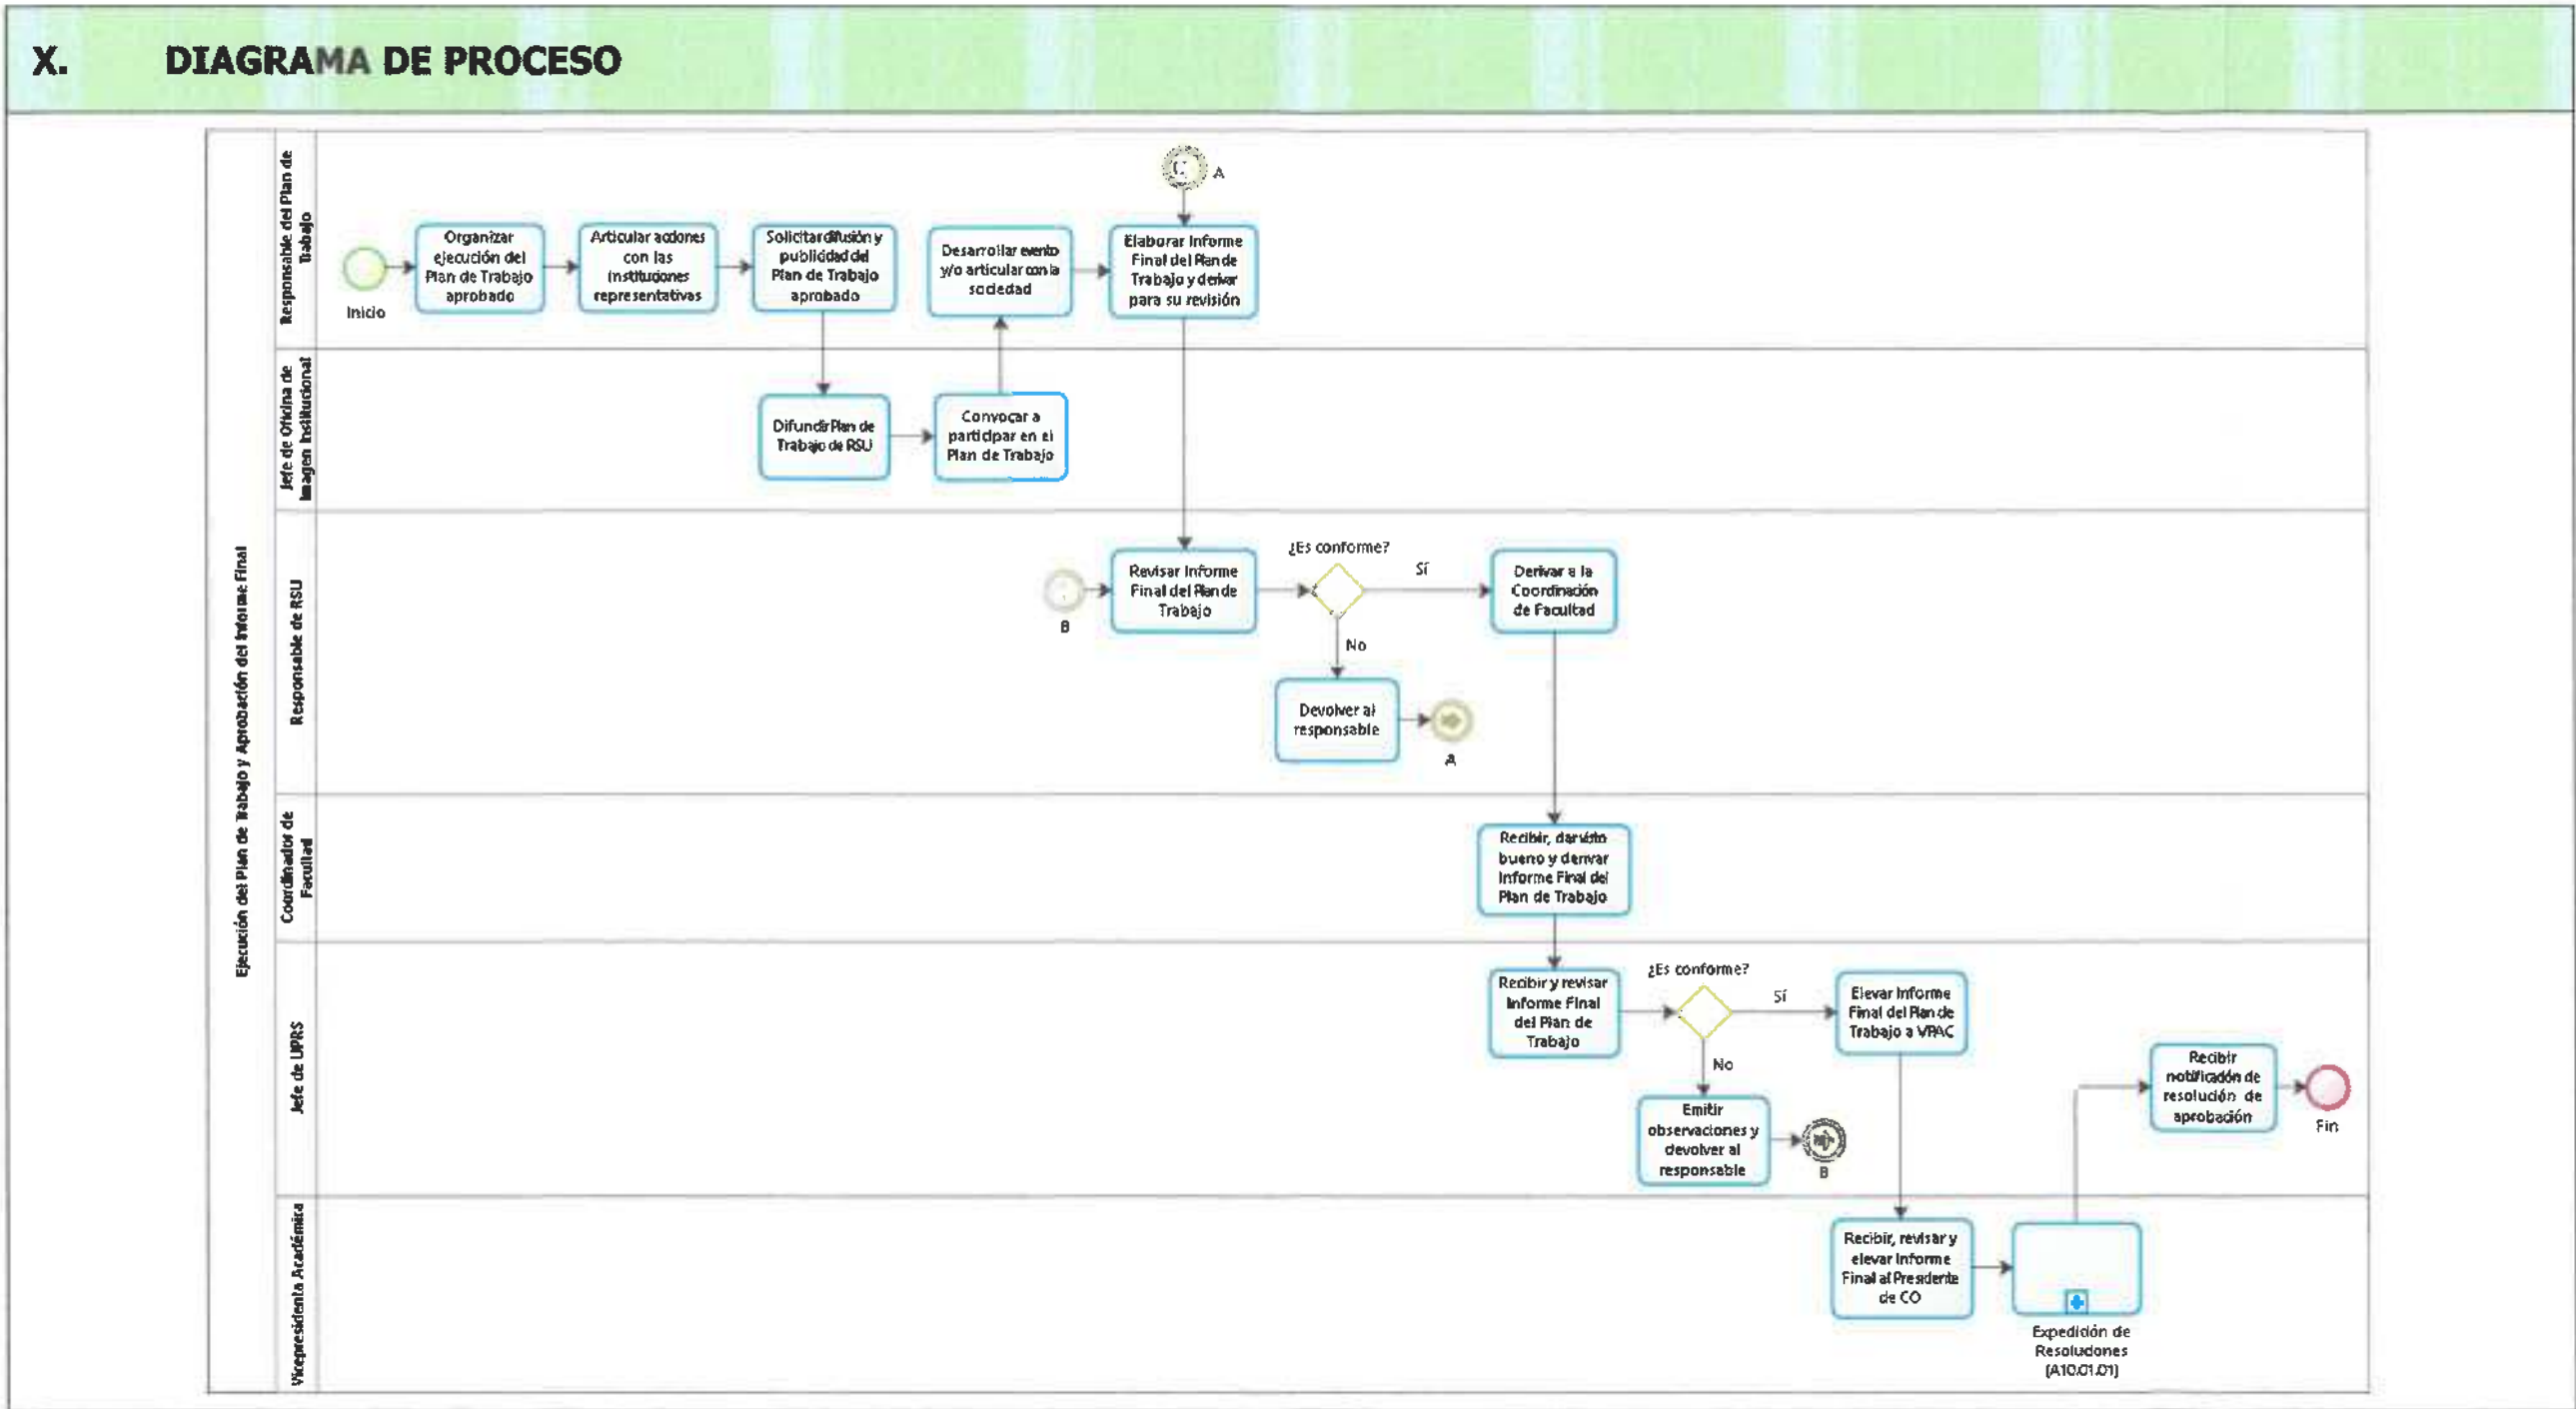 X. DIAGRAMA DE PROCESO
Ejecución del Plan de Trabajo y Aprobación del Informe Final
Responsable del Plan de
Trabajo
Inicio
Organizar
ejecución del
Plan de Trabajo
aprobado
Articular acciones
con las
instituciones
representativas
Solicitar difusión y
publicidad del
Plan de Trabajo
aprobado
Desarrollar evento
y/o articular con la
sociedad
A
Elaborar Informe
Final del Plan de
Trabajo y derivar
para su revisión
Jefe de Oficina de
Imagen Institucional
Difundir Plan de
Trabajo de RSU
Convocar a
participar en el
Plan de Trabajo
Responsable de RSU
B
Revisar Informe
Final del Plan de
Trabajo
¿Es conforme?
Sí
No
Derivar a la
Coordinación
de Facultad
Devolver al
responsable
A
Coordinador de
Facultad
Recibir, dar visto
bueno y derivar
Informe Final del
Plan de Trabajo
Jefe de UPRS
Recibir y revisar
Informe Final
del Plan de
Trabajo
¿Es conforme?
Sí
No
Elevar Informe
Final del Plan de
Trabajo a VPAC
Emitir
observaciones y
devolver al
responsable
B
Recibir
notificación de
resolución de
aprobación
Fin
Vicepresidenta Académica
Recibir, revisar y
elevar Informe
Final al Presidente
de CO
Expedición de
Resoluciones
(A10.01.01)